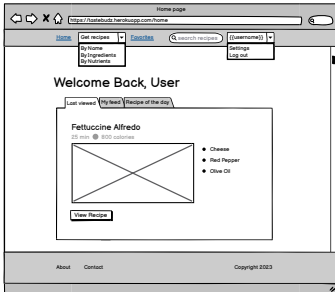 Home page
https://tastebudz.herokuapp.com/home
Home Get recipes Favorites search recipes {{username}}
By Name
By Ingredients
By Nutrients
Settings
Log out
Welcome Back, User
Last viewed My feed Recipe of the day
Fettuccine Alfredo
25 min 800 calories
Cheese
Red Pepper
Olive Oil
View Recipe
About Contact Copyright 2023